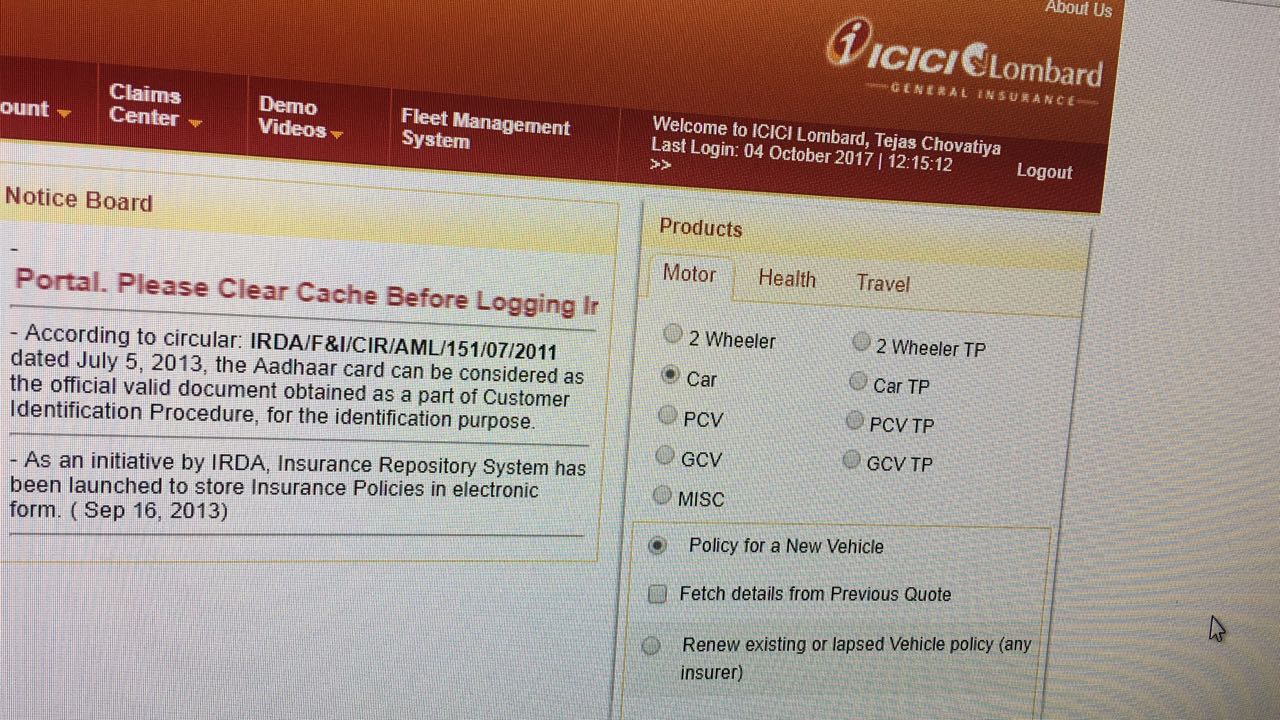 About Us
ICICI Lombard
GENERAL INSURANCE
ount
Claims
Center
Demo
Videos
Fleet Management
System
Welcome to ICICI Lombard, Tejas Chovatiya
Last Login: 04 October 2017 | 12:15:12
>>
Logout
Notice Board
-
Portal. Please Clear Cache Before Logging Ir
- According to circular: IRDA/F&I/CIR/AML/151/07/2011
dated July 5, 2013, the Aadhaar card can be considered as
the official valid document obtained as a part of Customer
Identification Procedure, for the identification purpose.
- As an initiative by IRDA, Insurance Repository System has
been launched to store Insurance Policies in electronic
form. ( Sep 16, 2013)
Products
Motor Health Travel
2 Wheeler 2 Wheeler TP
Car Car TP
PCV PCV TP
GCV GCV TP
MISC
Policy for a New Vehicle
Fetch details from Previous Quote
Renew existing or lapsed Vehicle policy (any
insurer)